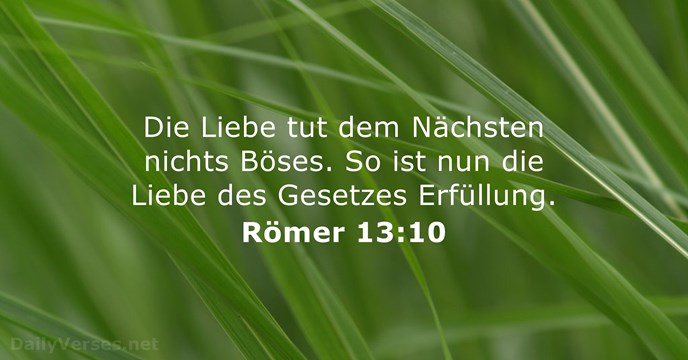 Die Liebe tut dem Nächsten
nichts Böses. So ist nun die
Liebe des Gesetzes Erfüllung.
Römer 13:10
DailyVerses.net